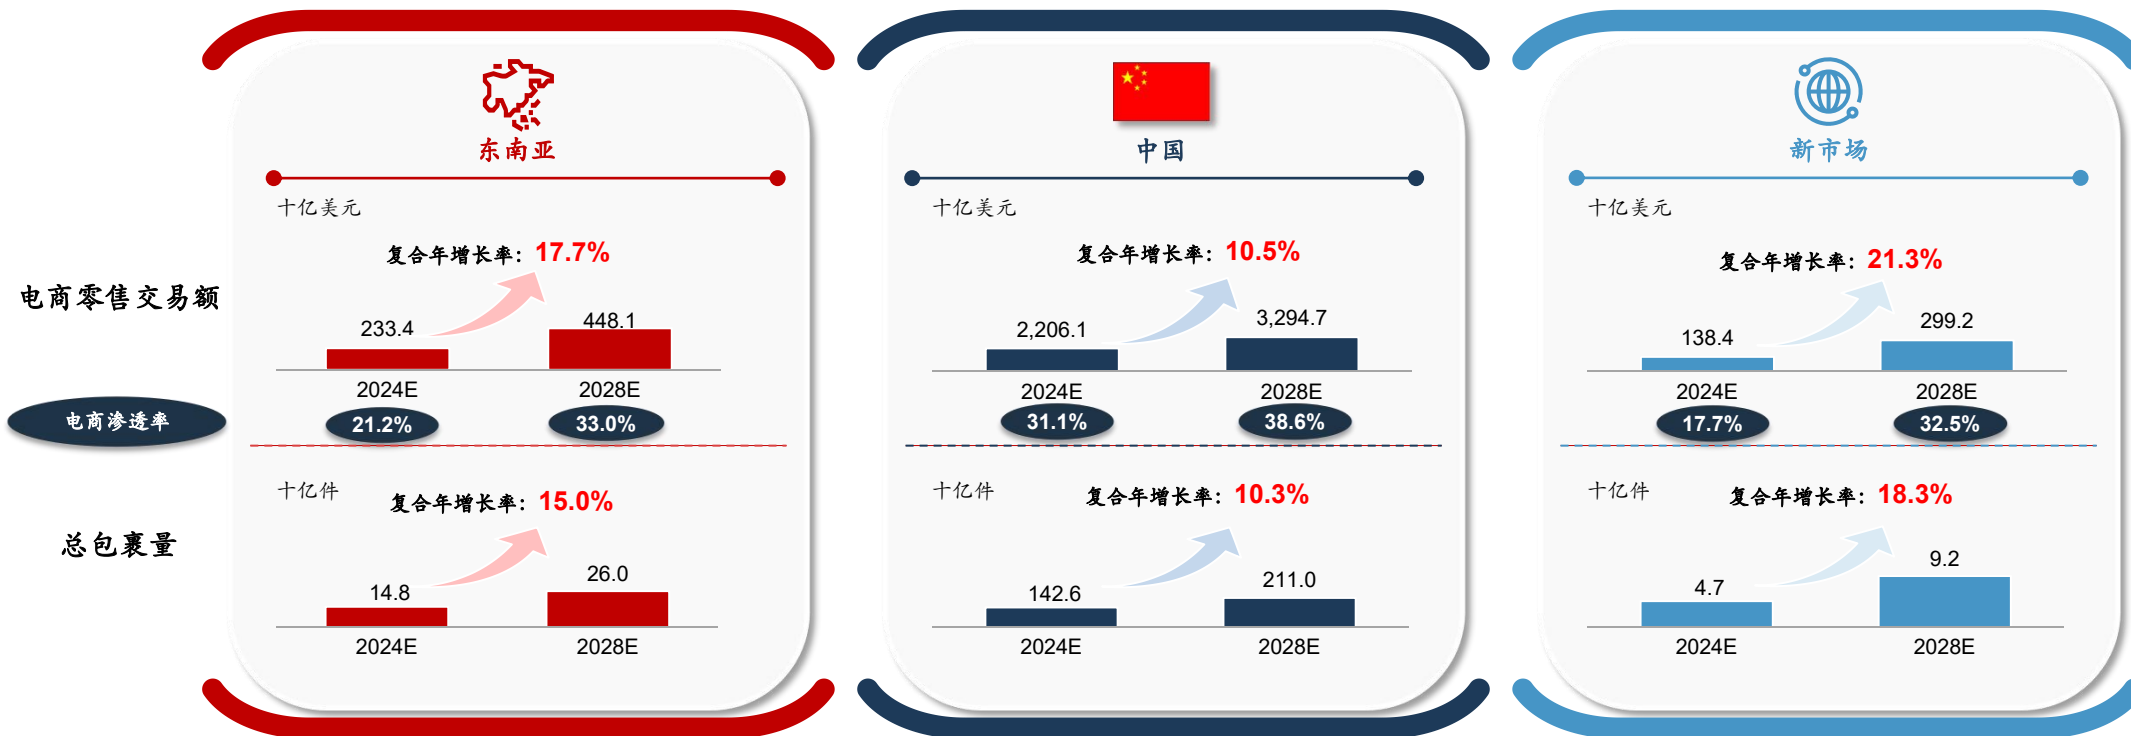 东南亚
中国
新市场
十亿美元
十亿美元
十亿美元
电商零售交易额
复合年增长率：17.7%
复合年增长率：10.5%
复合年增长率：21.3%
233.4
448.1
2,206.1
3,294.7
138.4
299.2
2024E
2028E
2024E
2028E
2024E
2028E
电商渗透率
21.2%
33.0%
31.1%
38.6%
17.7%
32.5%
十亿件
十亿件
十亿件
总包裹量
复合年增长率：15.0%
复合年增长率：10.3%
复合年增长率：18.3%
14.8
26.0
142.6
211.0
4.7
9.2
2024E
2028E
2024E
2028E
2024E
2028E